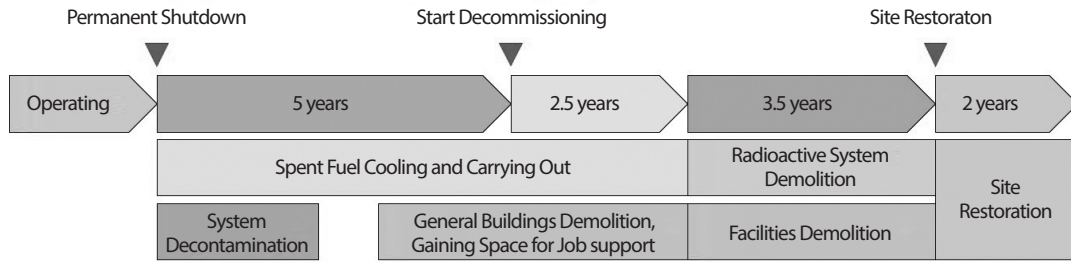 Permanent Shutdown
Start Decommissioning
Site Restoraton
Operating
5 years
2.5 years
3.5 years
2 years
Spent Fuel Cooling and Carrying Out
Radioactive System
Demolition
Site
Restoration
System
Decontamination
General Buildings Demolition,
Gaining Space for Job support
Facilities Demolition